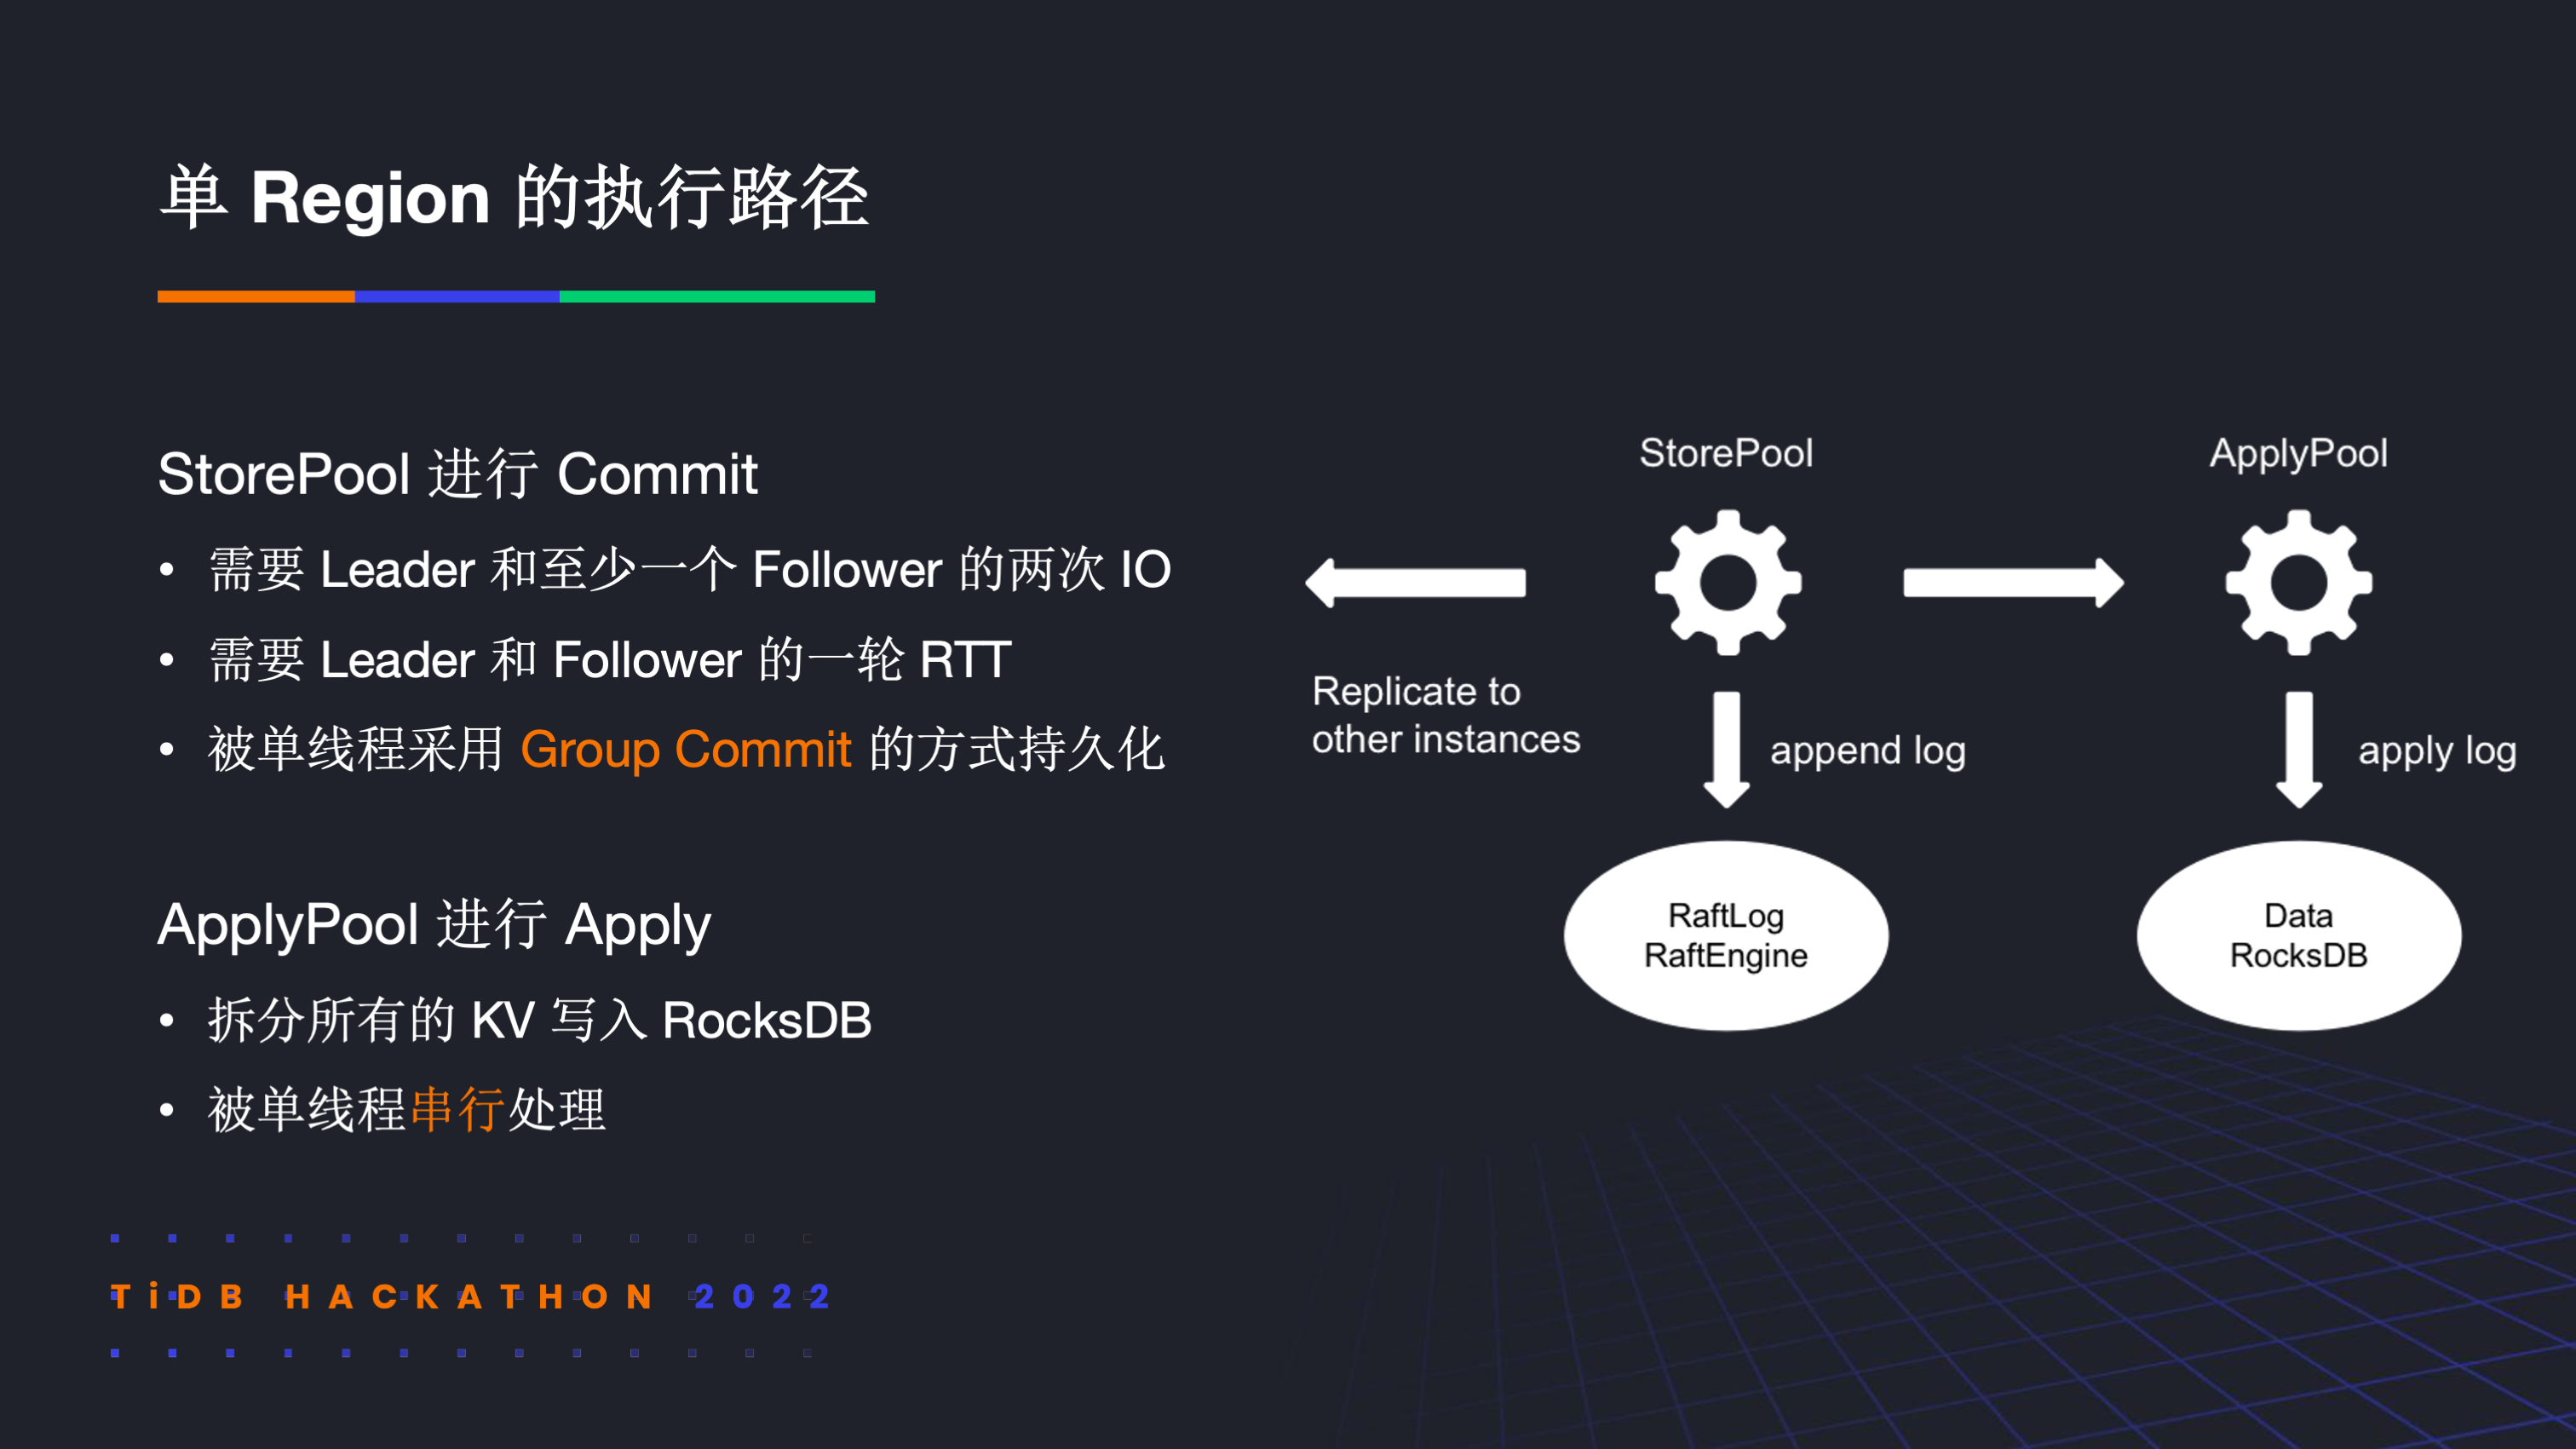 单 Region 的执行路径
StorePool 进行 Commit
• 需要 Leader 和至少一个 Follower 的两次 IO
• 需要 Leader 和 Follower 的一轮 RTT
• 被单线程采用 Group Commit 的方式持久化
ApplyPool 进行 Apply
• 拆分所有的 KV 写入 RocksDB
• 被单线程串行处理
StorePool
ApplyPool
Replicate to
other instances
append log
apply log
RaftLog
RaftEngine
Data
RocksDB
TiDB HACKATHON 2022